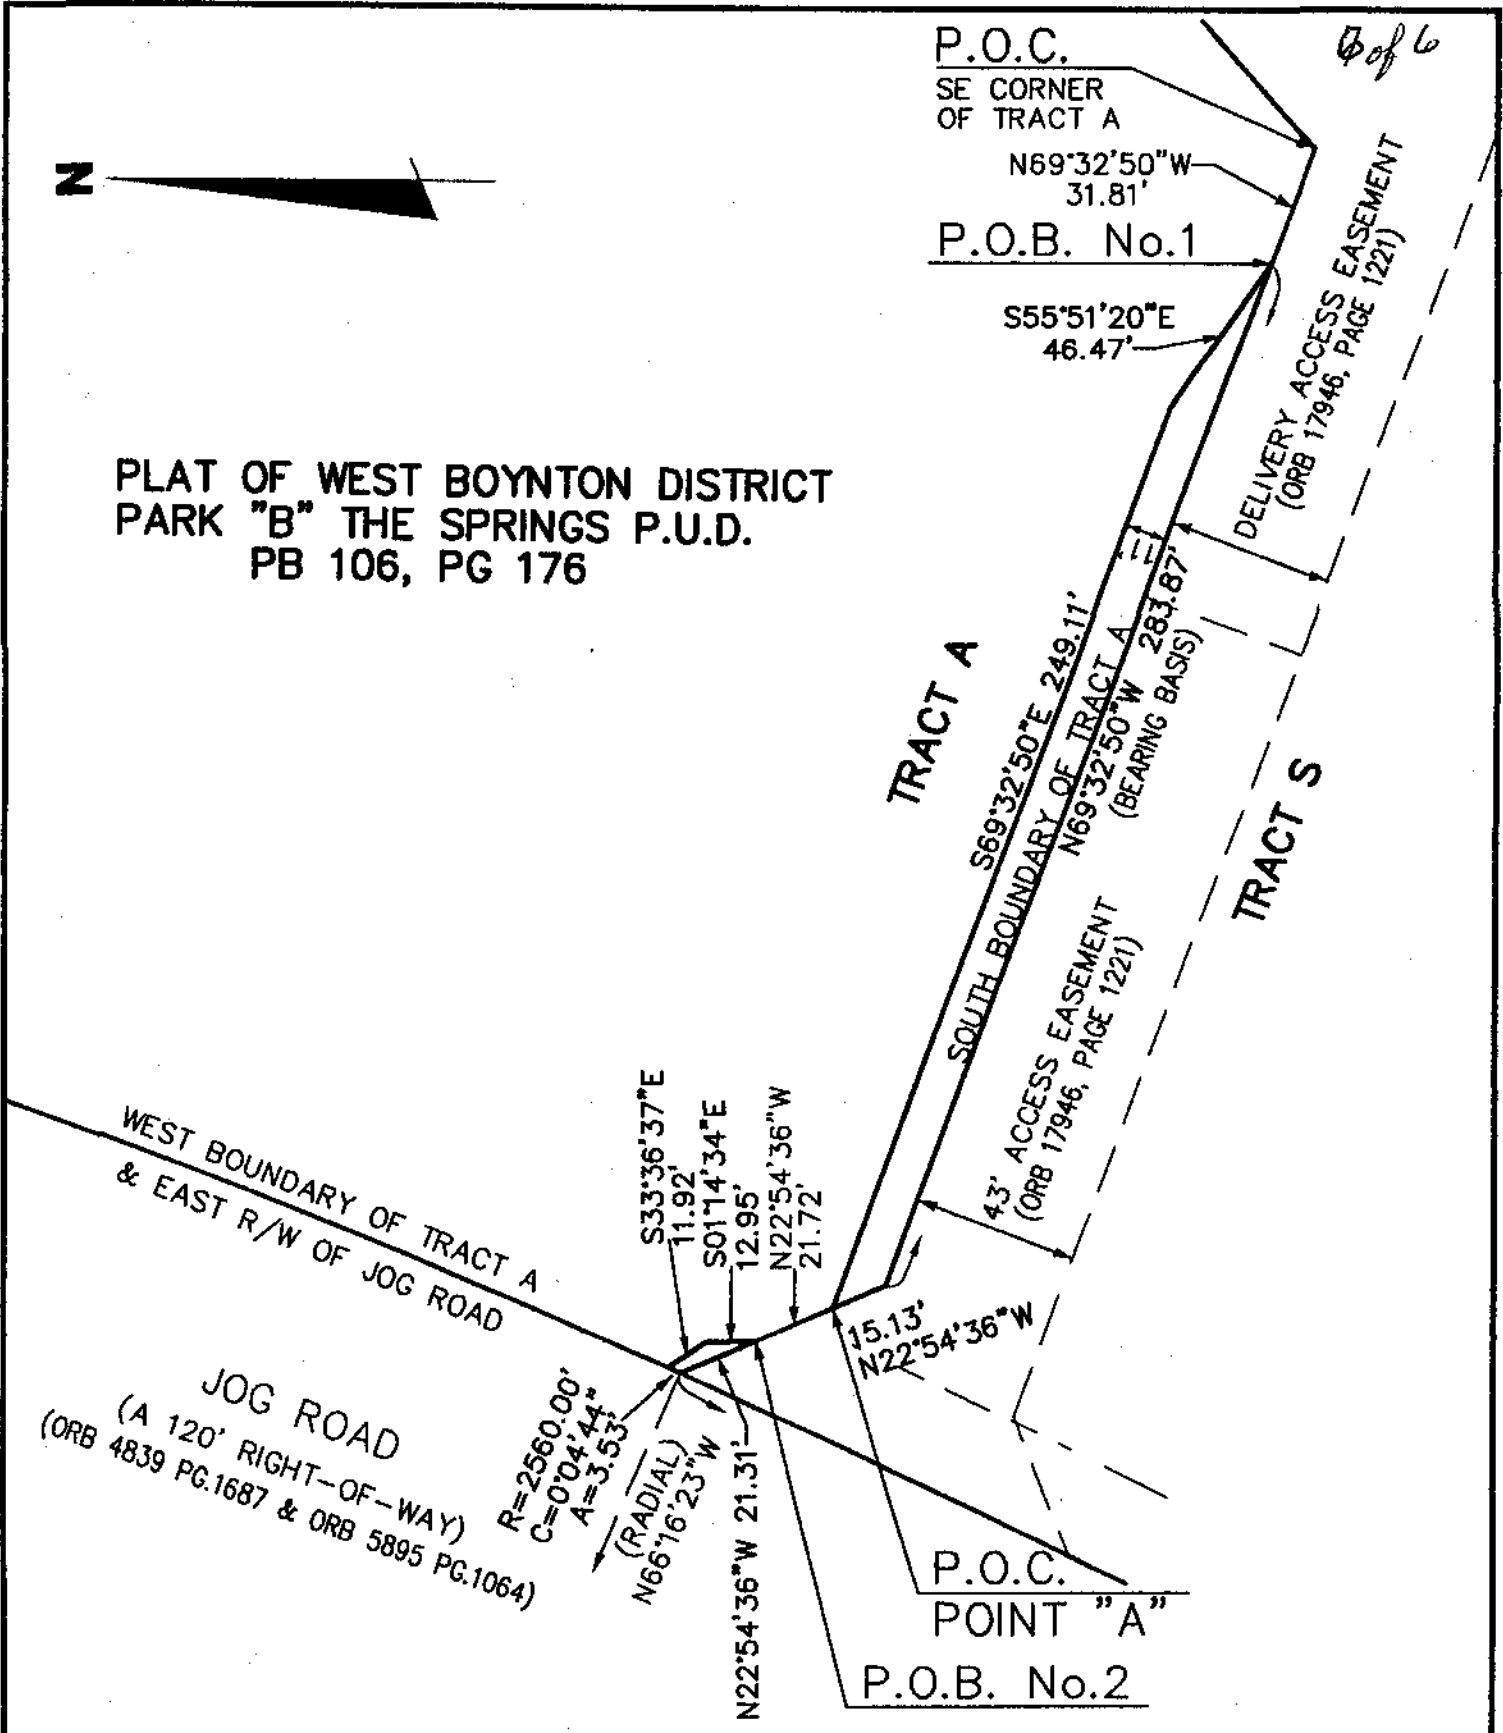 of 6
P.O.C.
SE CORNER
OF TRACT A
N69°32'50"W
31.81'
P.O.B. No.1
S55°51'20"E
46.47'
N
DELIVERY ACCESS EASEMENT
(ORB 17946, PAGE 1221)
PLAT OF WEST BOYNTON DISTRICT
PARK "B" THE SPRINGS P.U.D.
PB 106, PG 176
11'
TRACT A
S69°32'50"E 249.11'
SOUTH BOUNDARY OF TRACT A
N69°32'50"W 283.87'
(BEARING BASIS)
TRACT S
43' ACCESS EASEMENT
(ORB 17946, PAGE 1221)
WEST BOUNDARY OF TRACT A
& EAST R/W OF JOG ROAD
S33°36'37"E
11.92'
S01°14'34"E
12.95'
N22°54'36"W
21.72'
15.13'
N22°54'36"W
JOG ROAD
(A 120' RIGHT-OF-WAY)
(ORB 4839 PG.1687 & ORB 5895 PG.1064)
R=2560.00'
C=0°04'44"
A=3.53'
(RADIAL)
N66°16'23"W
N22°54'36"W 21.31'
P.O.C.
POINT "A"
P.O.B. No.2